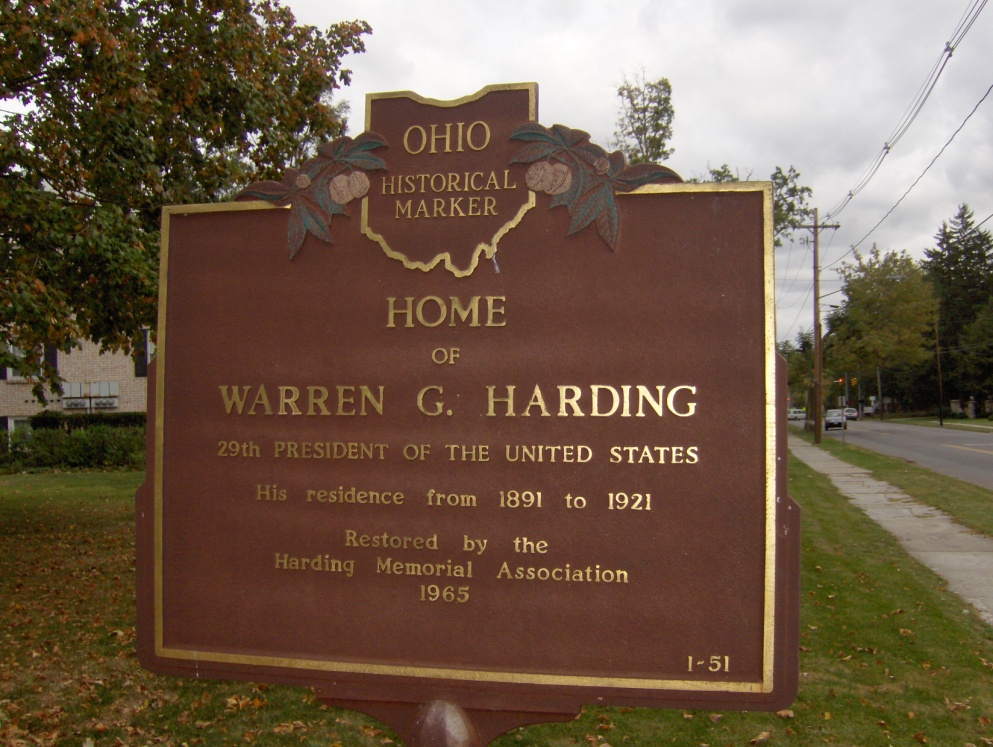 OHIO
HISTORICAL
MARKER
HOME
OF
WARREN G. HARDING
29th PRESIDENT OF THE UNITED STATES
His residence from 1891 to 1921
Restored by the
Harding Memorial Association
1965
1-51